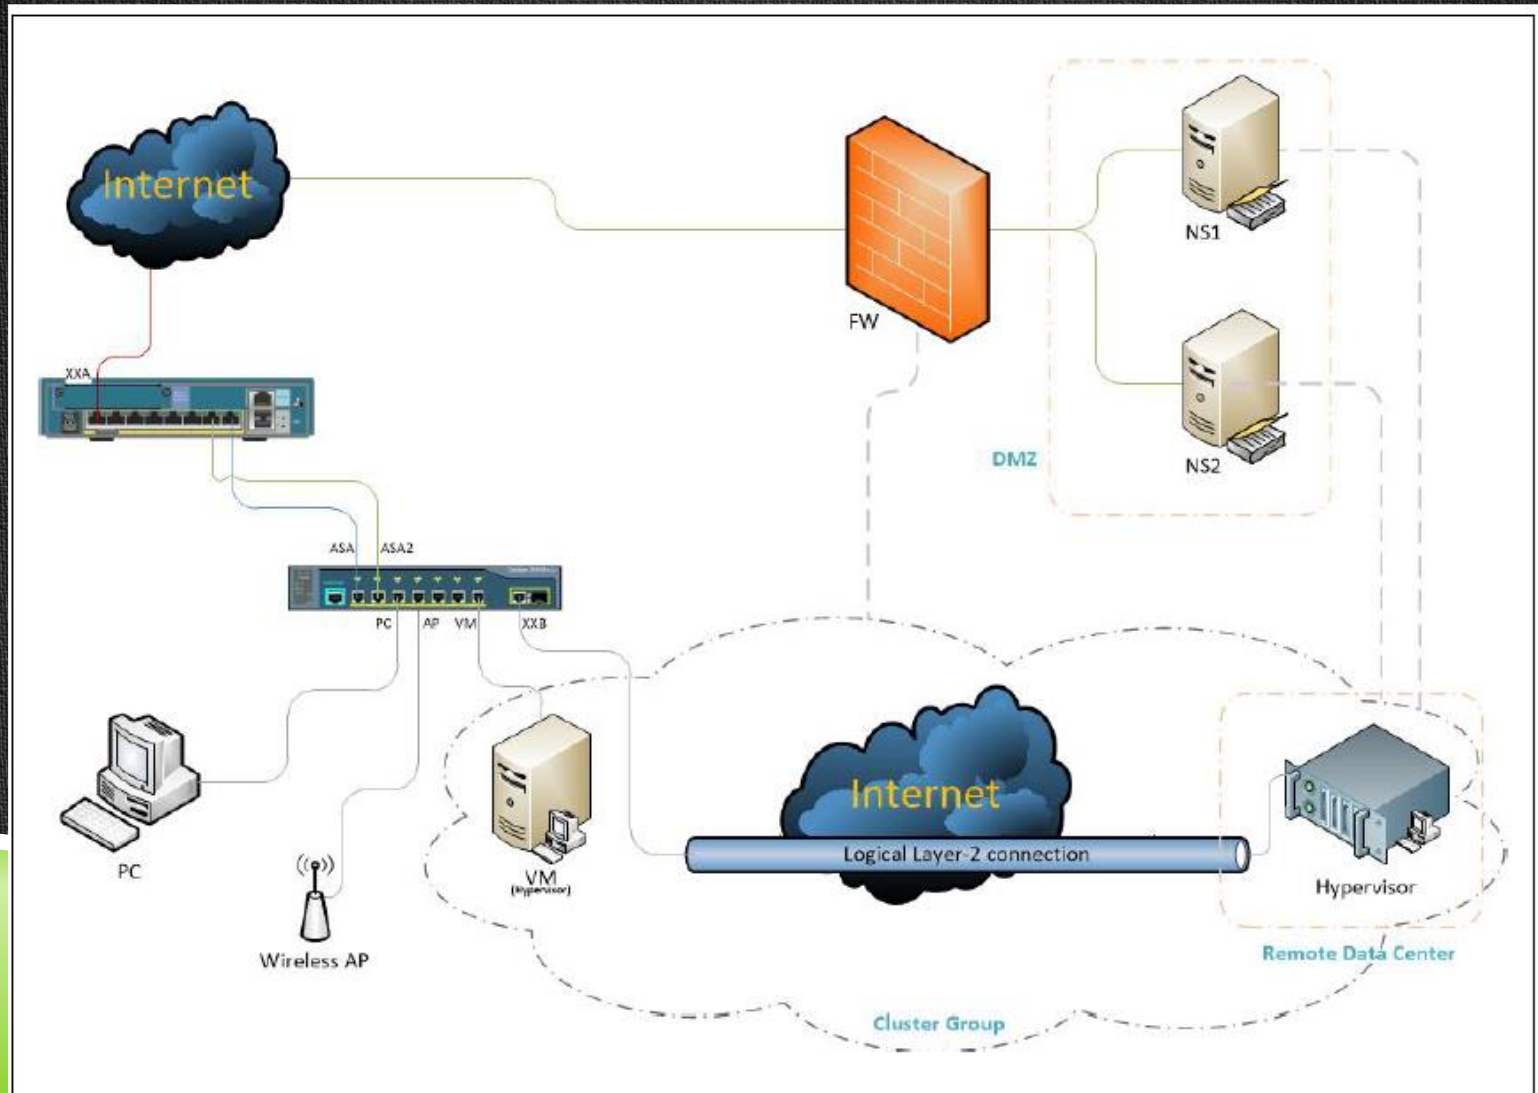 Internet
FW
NS1
NS2
DMZ
XXA
ASA
ASA2
PC
AP
VM
XXB
PC
Wireless AP
VM
(Hypervisor)
Internet
Logical Layer-2 connection
Hypervisor
Remote Data Center
Cluster Group